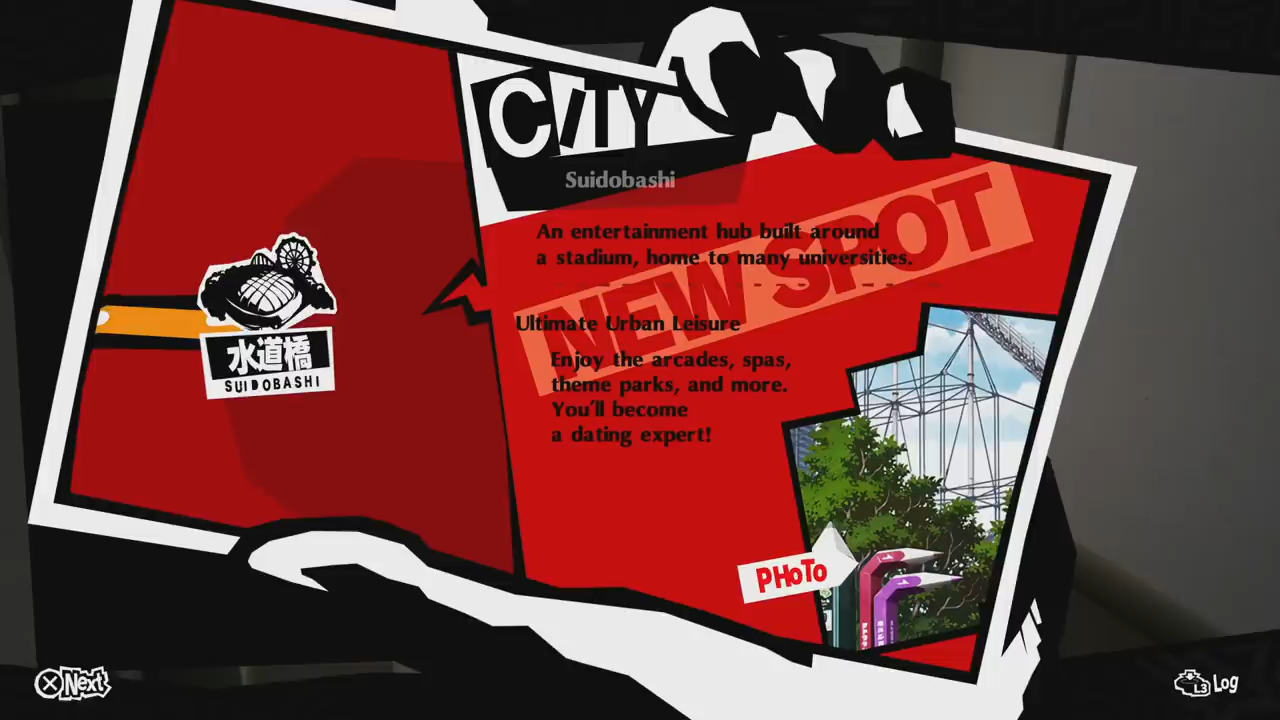 CITY
Suidobashi
NEW SPOT
An entertainment hub built around
a stadium, home to many universities.
Ultimate Urban Leisure
Enjoy the arcades, spas,
theme parks, and more.
You'll become
a dating expert!
水道橋
SUIDOBASHI
PHoTo
Next
L3 Log